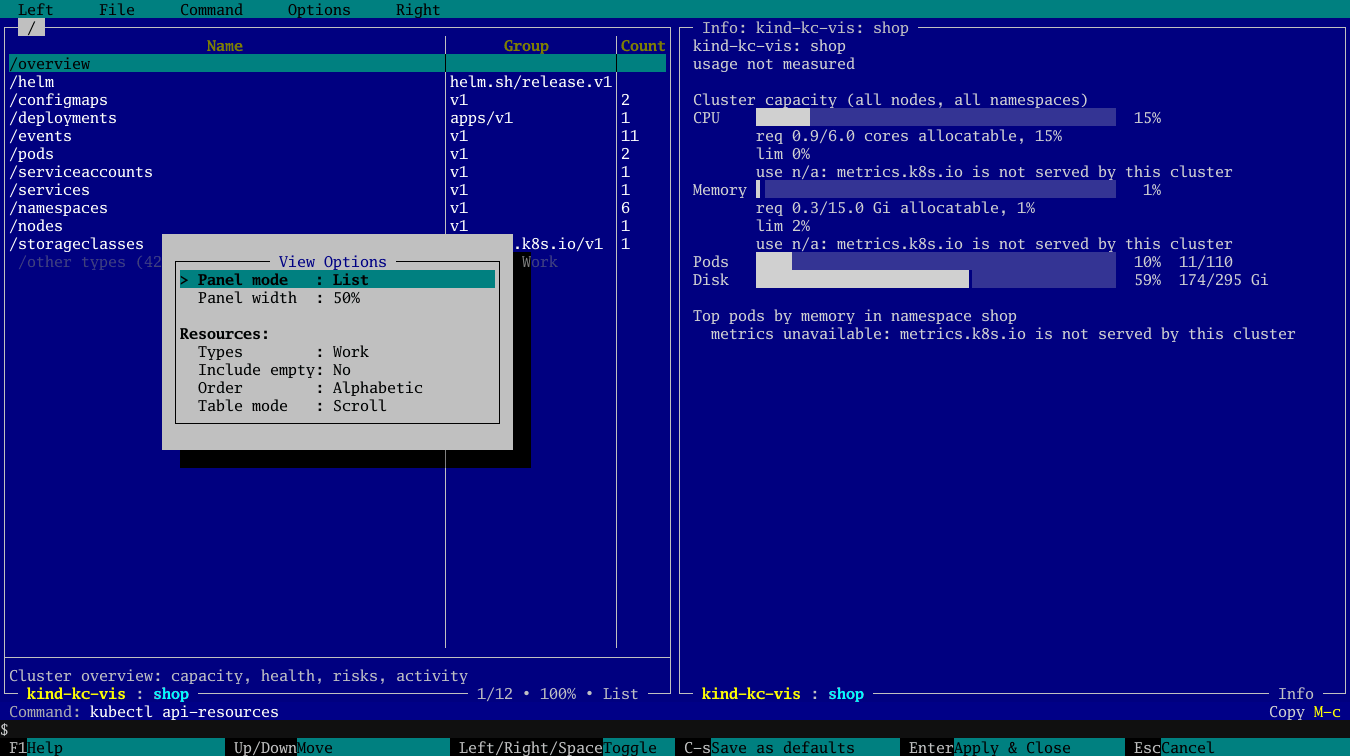 Left File Command Options Right
/
Name Group Count
/overview
/helm helm.sh/release.v1
/configmaps v1 2
/deployments apps/v1 1
/events v1 11
/pods v1 2
/serviceaccounts v1 1
/services v1 1
/namespaces v1 6
/nodes v1 1
/storageclasses .k8s.io/v1 1
/other types (42 Work
View Options
> Panel mode : List
Panel width : 50%
Resources:
Types : Work
Include empty: No
Order : Alphabetic
Table mode : Scroll
Cluster overview: capacity, health, risks, activity
kind-kc-vis : shop 1/12 • 100% • List
Info: kind-kc-vis: shop
kind-kc-vis: shop
usage not measured
Cluster capacity (all nodes, all namespaces)
CPU 15%
req 0.9/6.0 cores allocatable, 15%
lim 0%
use n/a: metrics.k8s.io is not served by this cluster
Memory 1%
req 0.3/15.0 Gi allocatable, 1%
lim 2%
use n/a: metrics.k8s.io is not served by this cluster
Pods 10% 11/110
Disk 59% 174/295 Gi
Top pods by memory in namespace shop
metrics unavailable: metrics.k8s.io is not served by this cluster
kind-kc-vis : shop Info
Command: kubectl api-resources Copy M-c
$
F1Help Up/DownMove Left/Right/SpaceToggle C-sSave as defaults EnterApply & Close EscCancel